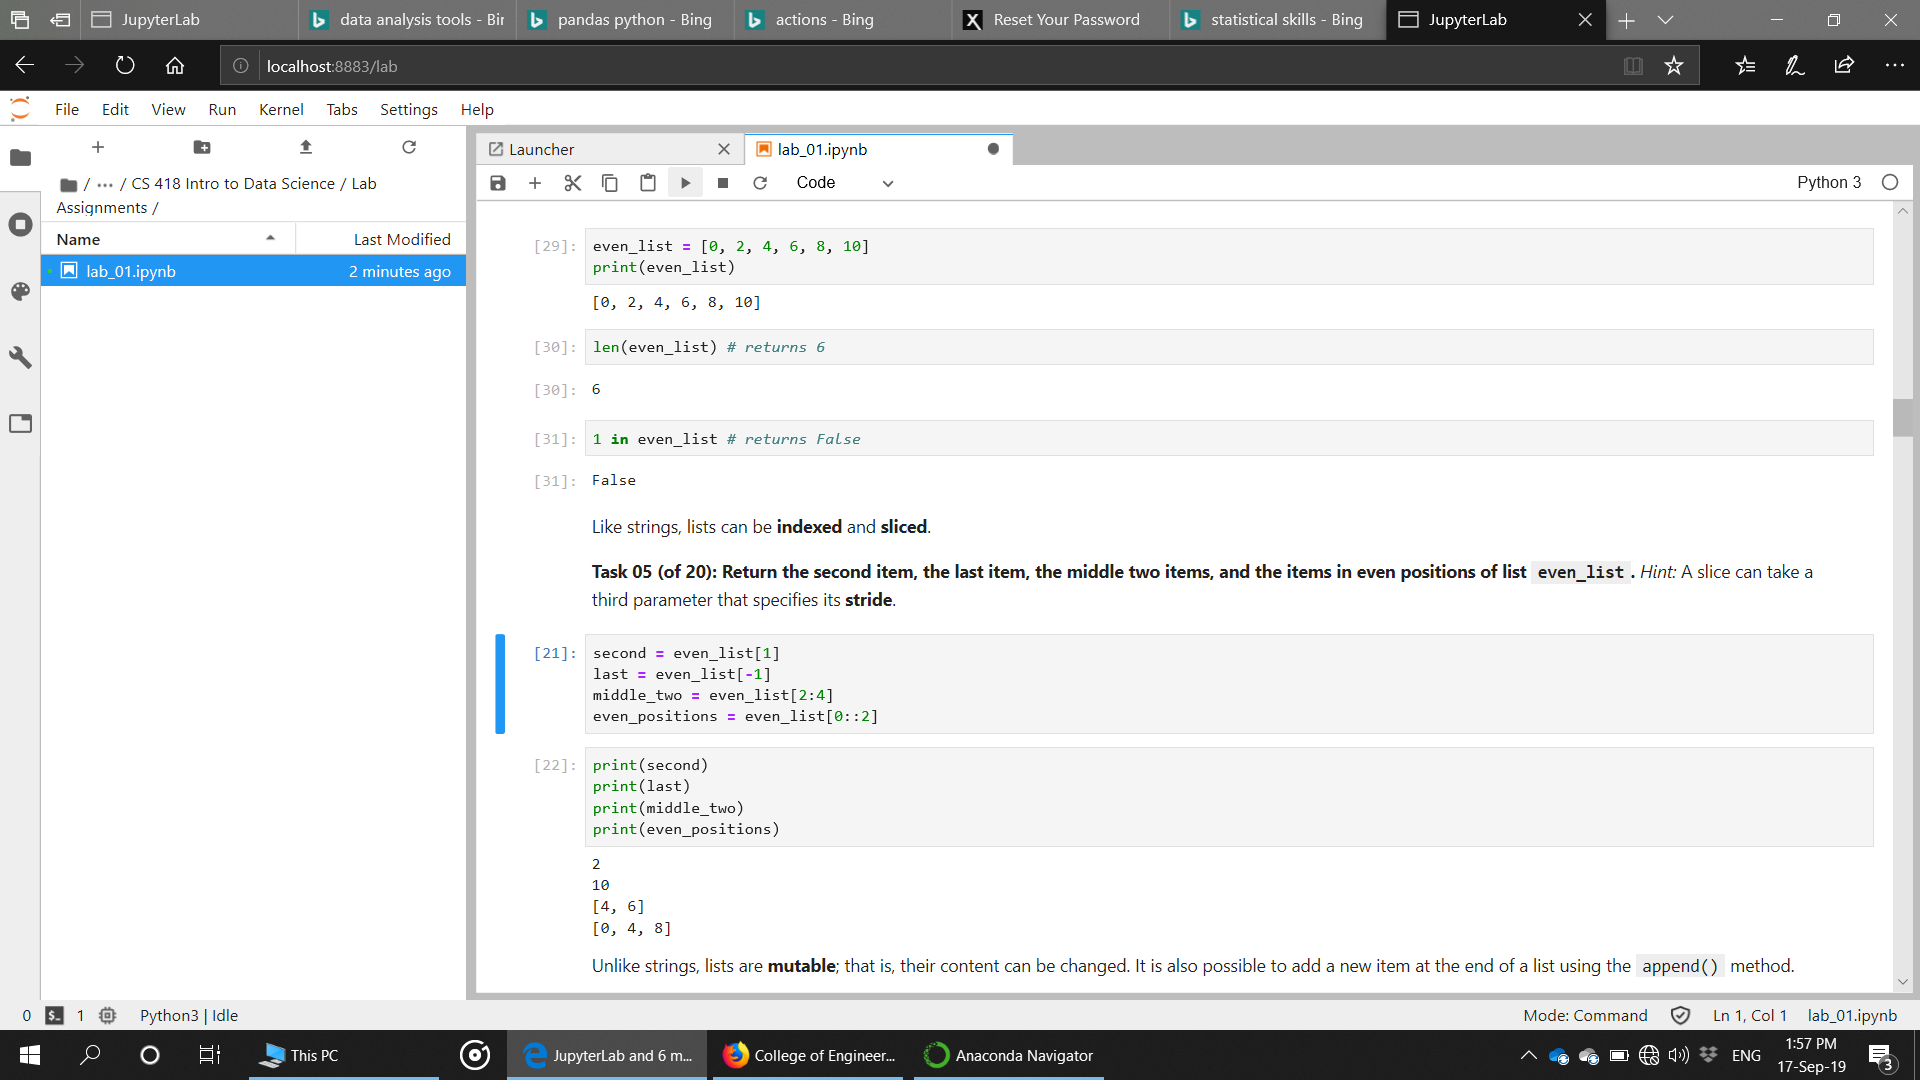 JupyterLab
data analysis tools - Bin
pandas python - Bing
actions - Bing
Reset Your Password
statistical skills - Bing
JupyterLab
localhost:8883/lab
File Edit View Run Kernel Tabs Settings Help
/ ··· / CS 418 Intro to Data Science / Lab
Assignments /
Name Last Modified
lab_01.ipynb 2 minutes ago
Launcher
lab_01.ipynb
Code
Python 3
[29]: even_list = [0, 2, 4, 6, 8, 10]
print(even_list)
[0, 2, 4, 6, 8, 10]
[30]: len(even_list) # returns 6
[30]: 6
[31]: 1 in even_list # returns False
[31]: False
Like strings, lists can be indexed and sliced.
Task 05 (of 20): Return the second item, the last item, the middle two items, and the items in even positions of list even_list . Hint: A slice can take a
third parameter that specifies its stride.
[21]: second = even_list[1]
last = even_list[-1]
middle_two = even_list[2:4]
even_positions = even_list[0::2]
[22]: print(second)
print(last)
print(middle_two)
print(even_positions)
2
10
[4, 6]
[0, 4, 8]
Unlike strings, lists are mutable; that is, their content can be changed. It is also possible to add a new item at the end of a list using the append() method.
0 $_ 1 Python3 | Idle
Mode: Command Ln 1, Col 1 lab_01.ipynb
This PC
JupyterLab and 6 m...
College of Engineer...
Anaconda Navigator
ENG
1:57 PM
17-Sep-19
3